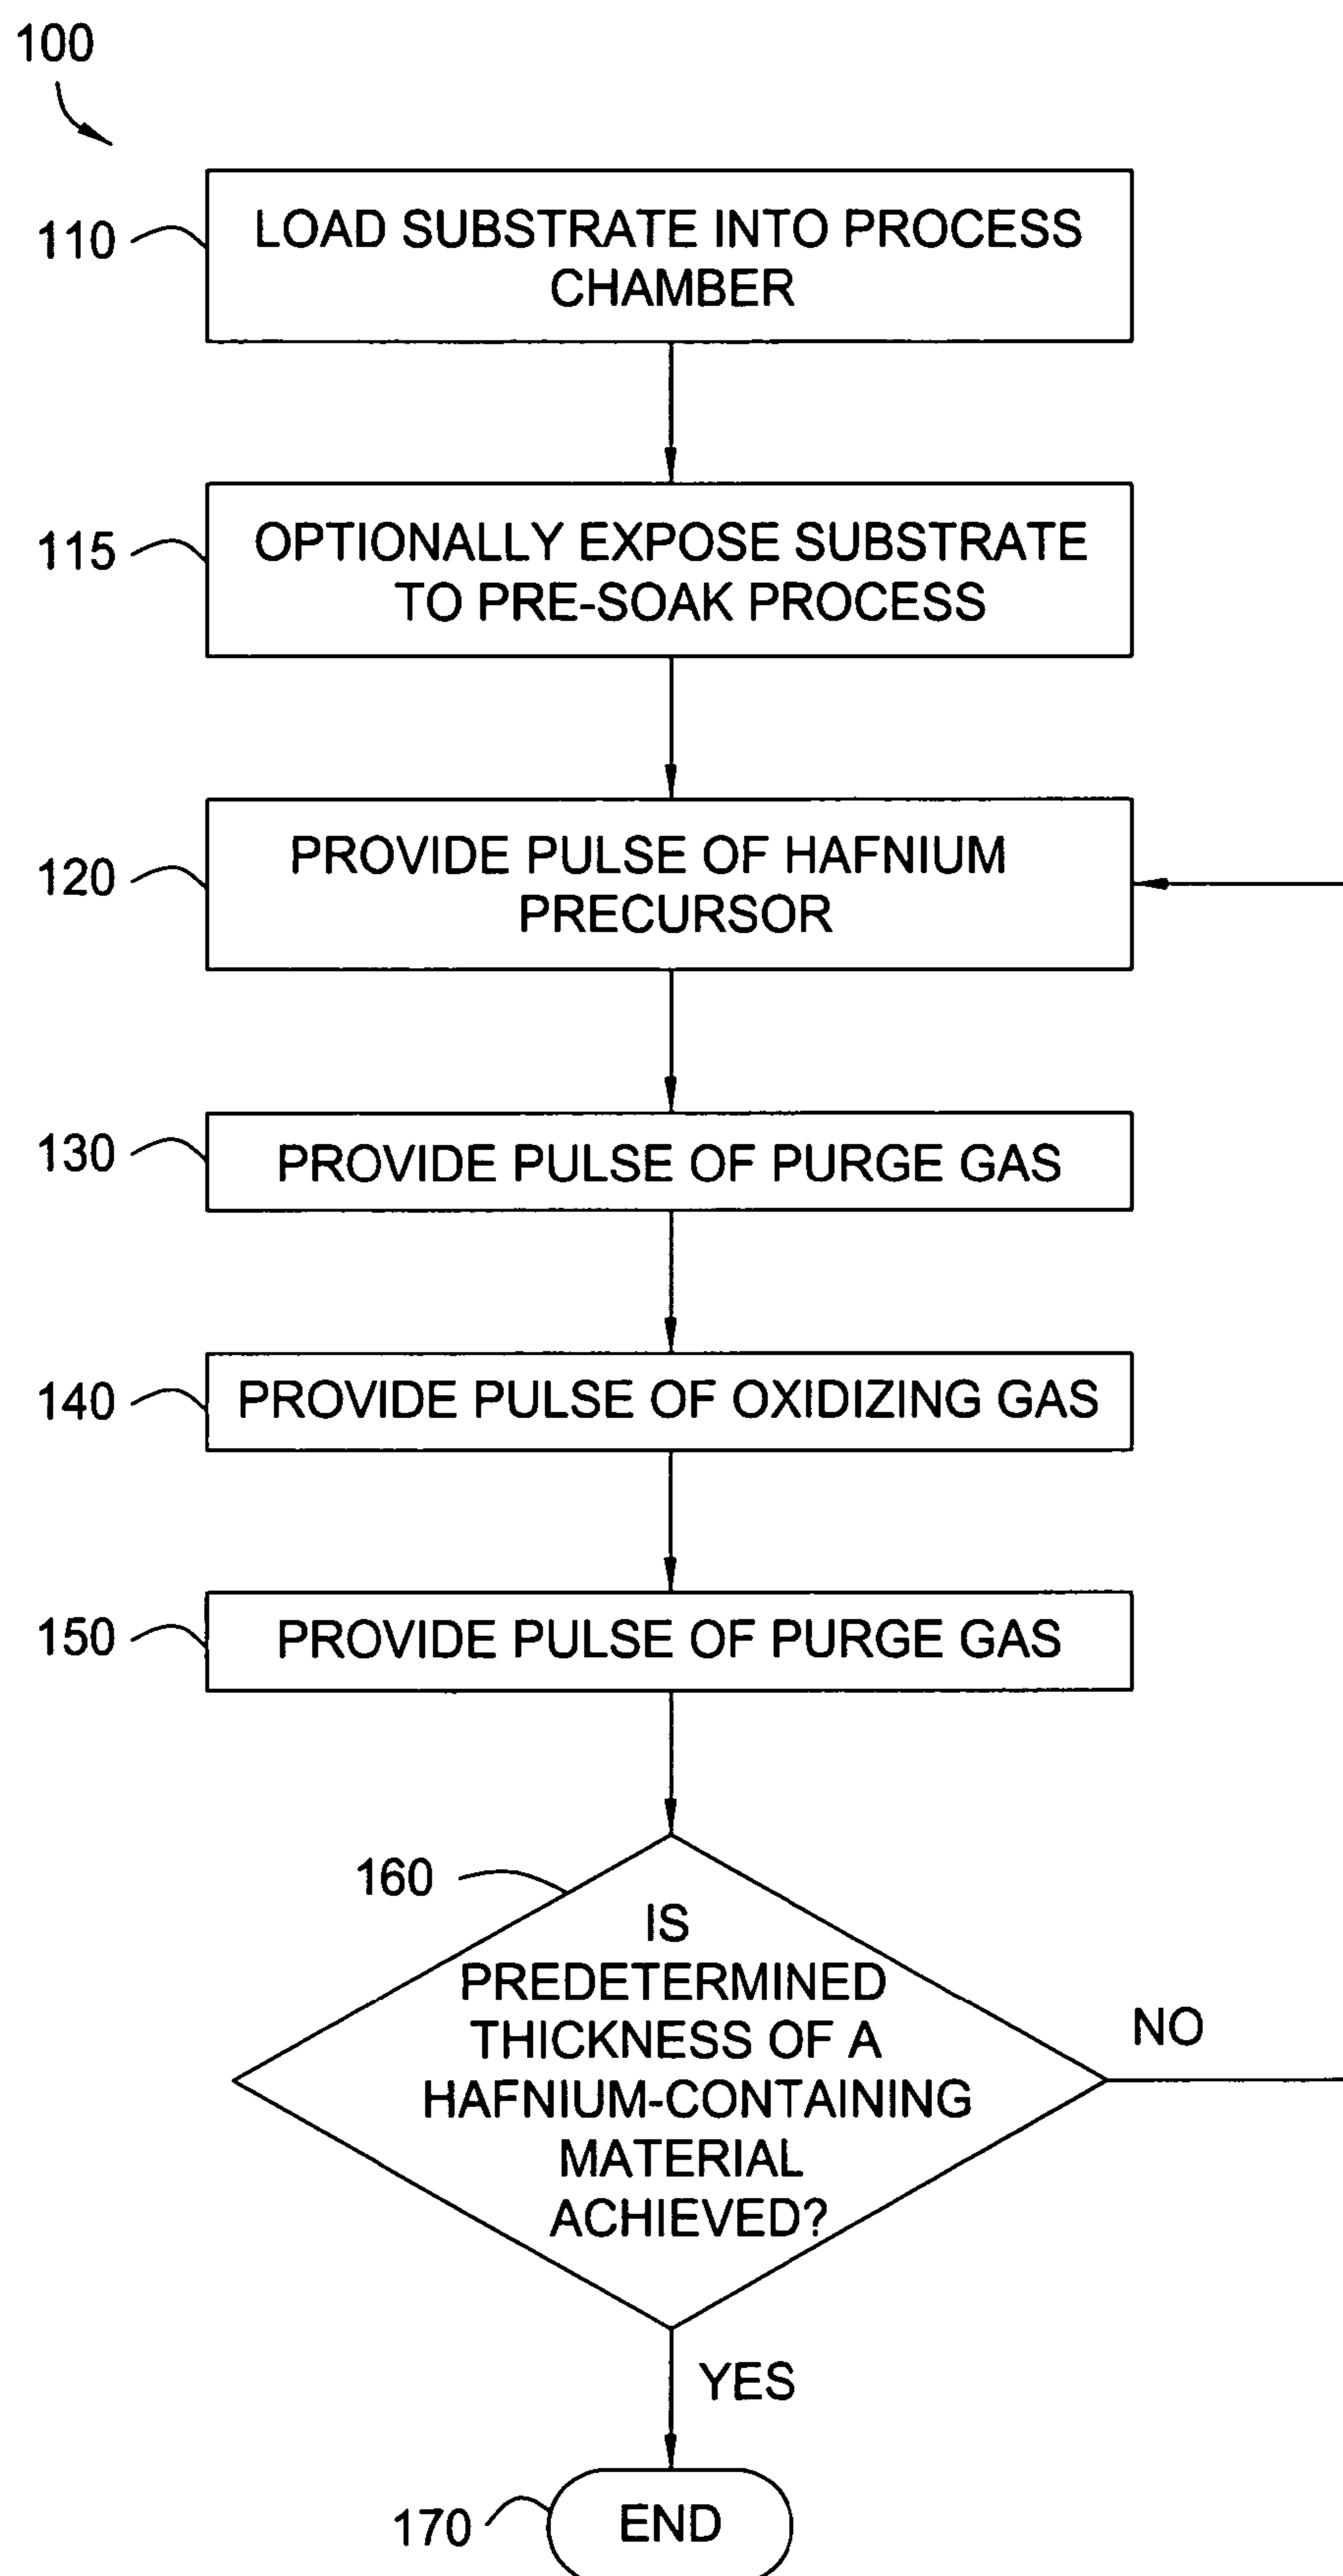 100
110
LOAD SUBSTRATE INTO PROCESS
CHAMBER
115
OPTIONALLY EXPOSE SUBSTRATE
TO PRE-SOAK PROCESS
120
PROVIDE PULSE OF HAFNIUM
PRECURSOR
130
PROVIDE PULSE OF PURGE GAS
140
PROVIDE PULSE OF OXIDIZING GAS
150
PROVIDE PULSE OF PURGE GAS
160
IS
PREDETERMINED
THICKNESS OF A
HAFNIUM-CONTAINING
MATERIAL
ACHIEVED?
NO
YES
170
END